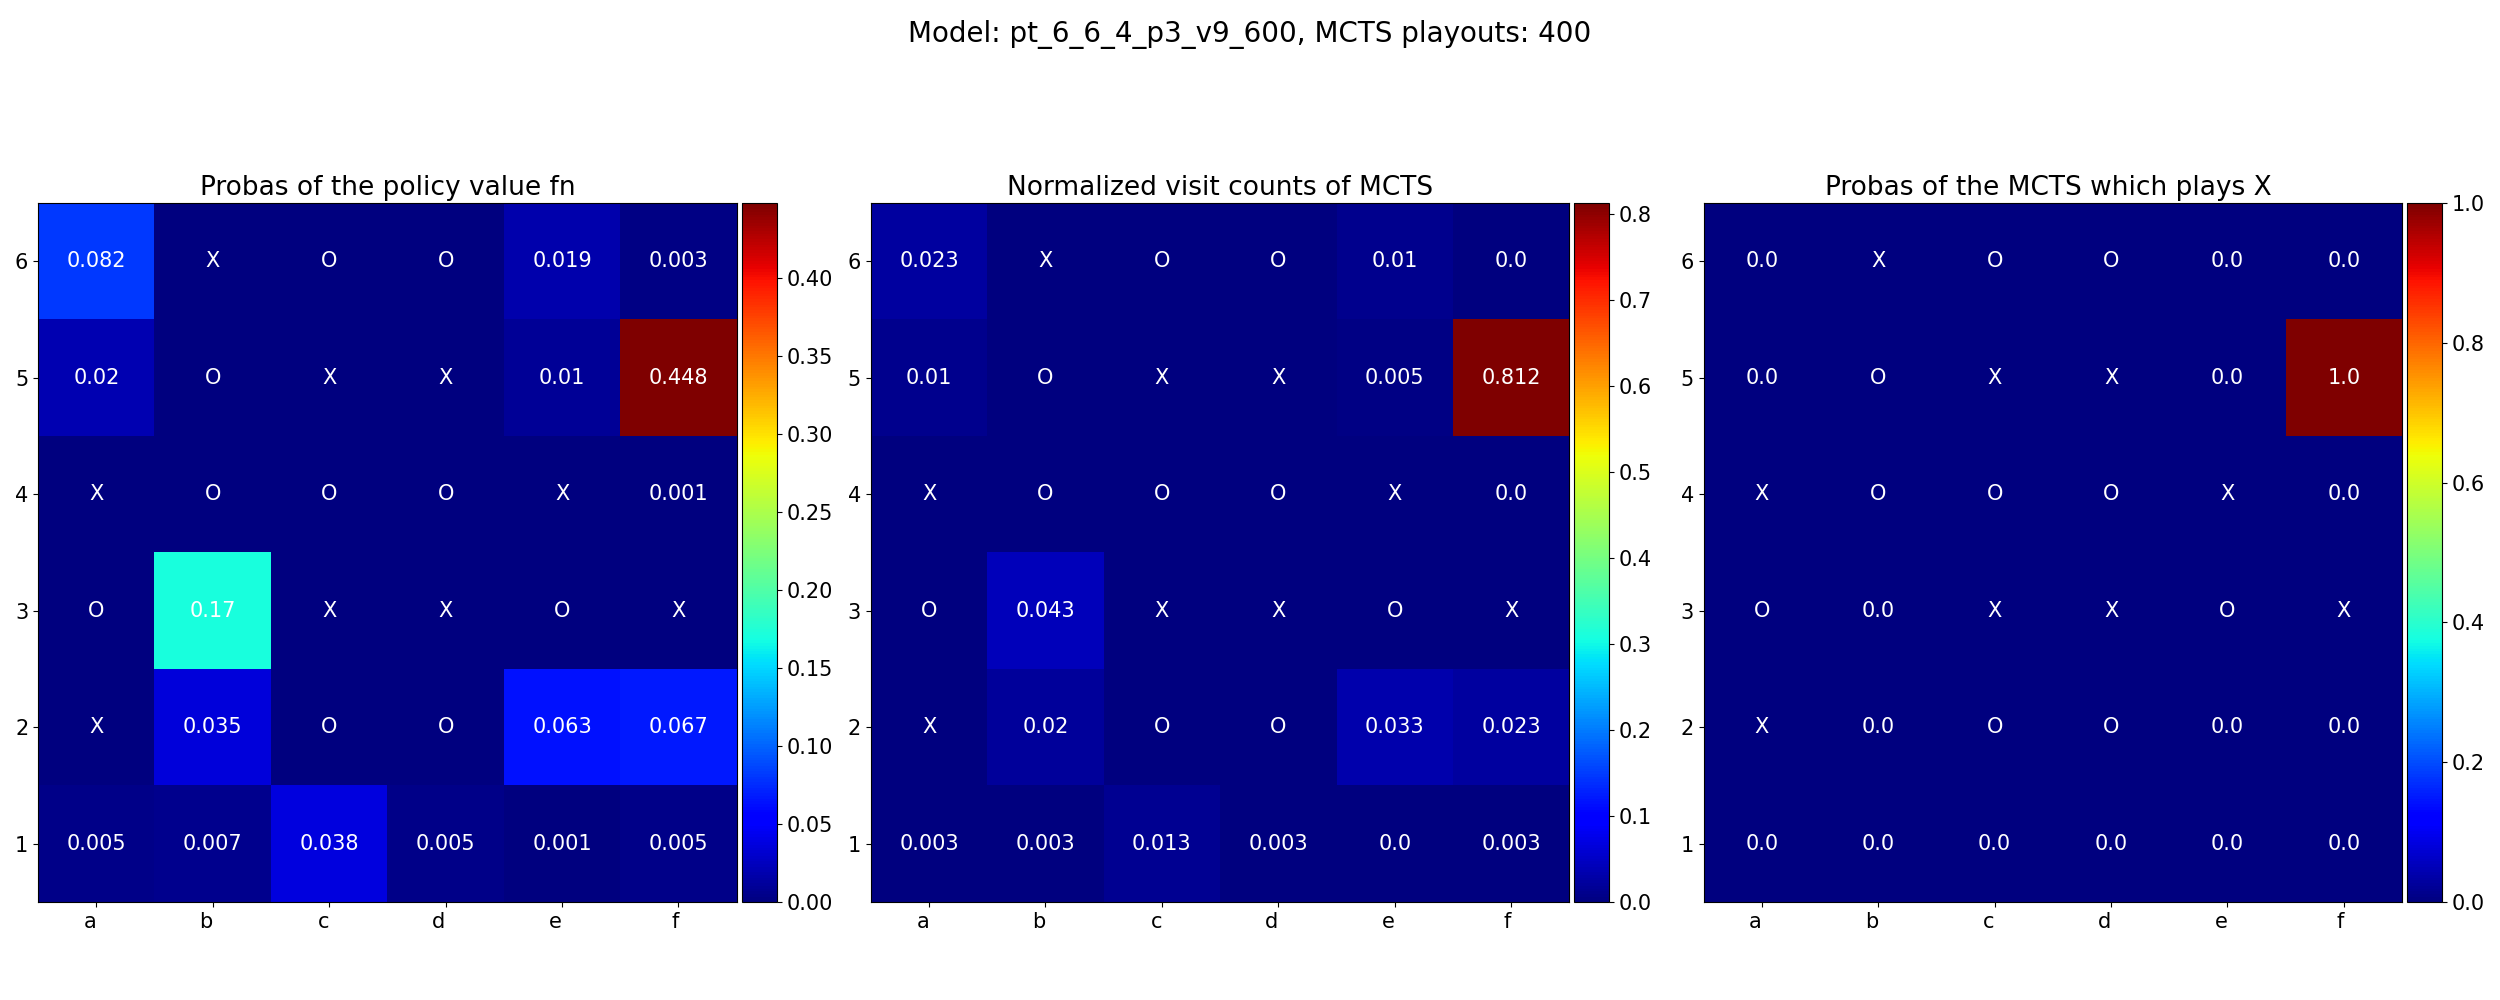 Model: pt_6_6_4_p3_v9_600, MCTS playouts: 400
Probas of the policy value fn
6 0.082 X O O 0.019 0.003
5 0.02 O X X 0.01 0.448
4 X O O O X 0.001
3 O 0.17 X X O X
2 X 0.035 O O 0.063 0.067
1 0.005 0.007 0.038 0.005 0.001 0.005
a b c d e f
0.40
0.35
0.30
0.25
0.20
0.15
0.10
0.05
0.00
Normalized visit counts of MCTS
6 0.023 X O O 0.01 0.0
5 0.01 O X X 0.005 0.812
4 X O O O X 0.0
3 O 0.043 X X O X
2 X 0.02 O O 0.033 0.023
1 0.003 0.003 0.013 0.003 0.0 0.003
a b c d e f
0.8
0.7
0.6
0.5
0.4
0.3
0.2
0.1
0.0
Probas of the MCTS which plays X
6 0.0 X O O 0.0 0.0
5 0.0 O X X 0.0 1.0
4 X O O O X 0.0
3 O 0.0 X X O X
2 X 0.0 O O 0.0 0.0
1 0.0 0.0 0.0 0.0 0.0 0.0
a b c d e f
1.0
0.8
0.6
0.4
0.2
0.0